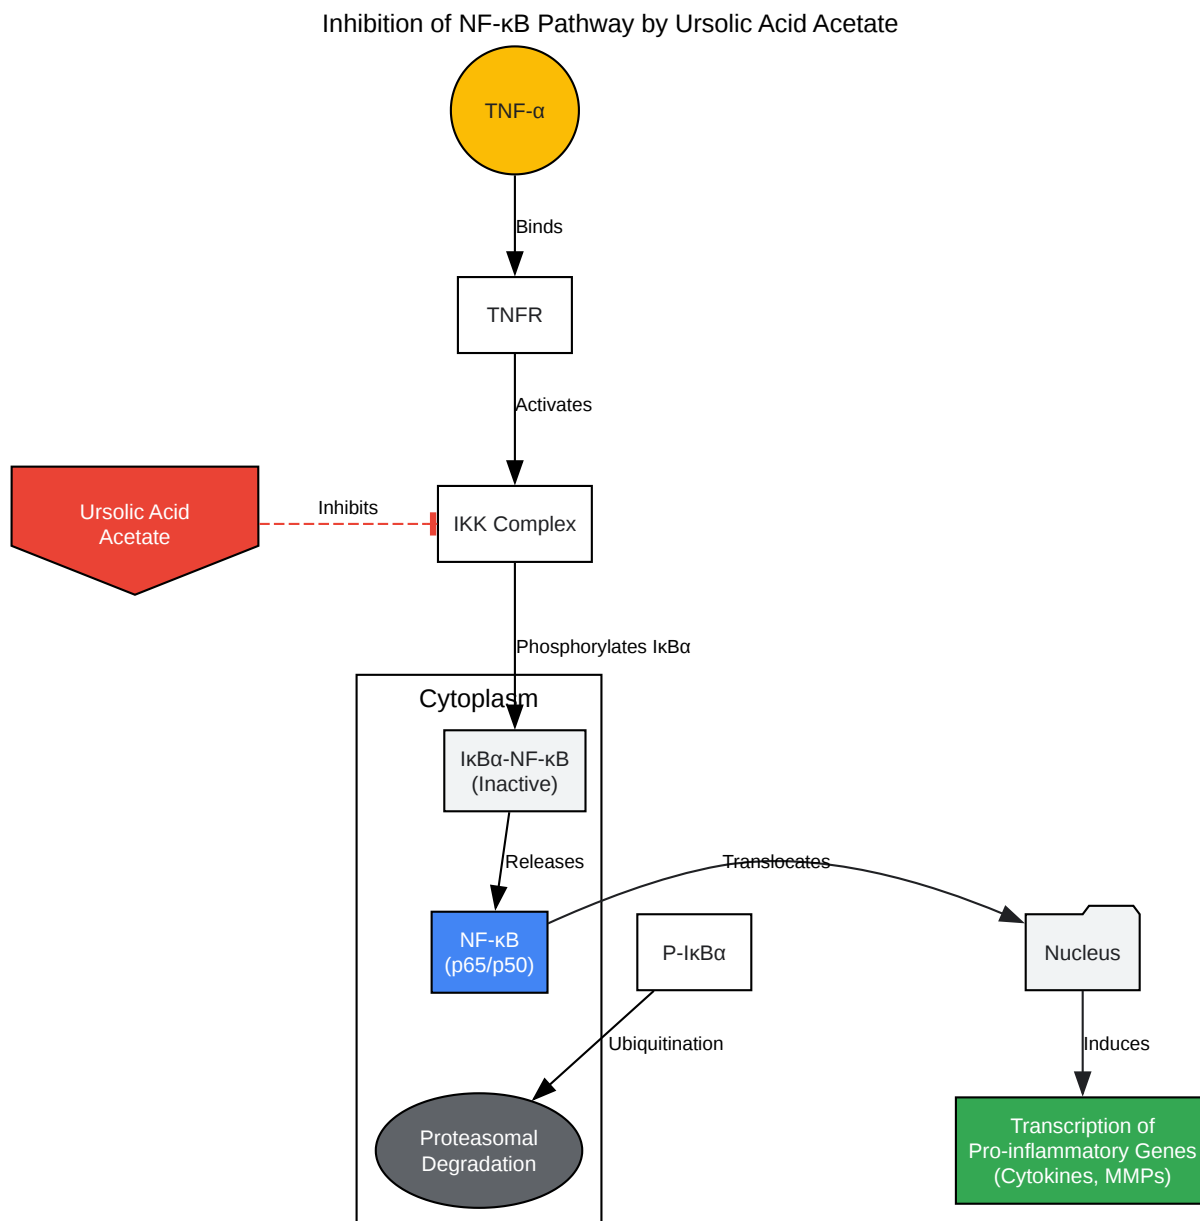 Inhibition of NF-κB Pathway by Ursolic Acid Acetate
TNF-α
Binds
TNFR
Activates
Ursolic Acid
Acetate
Inhibits
IKK Complex
Phosphorylates IκBα
Cytoplasm
IκBα-NF-κB
(Inactive)
Releases
Translocates
NF-κB
(p65/p50)
P-IκBα
Nucleus
Ubiquitination
Induces
Proteasomal
Degradation
Transcription of
Pro-inflammatory Genes
(Cytokines, MMPs)